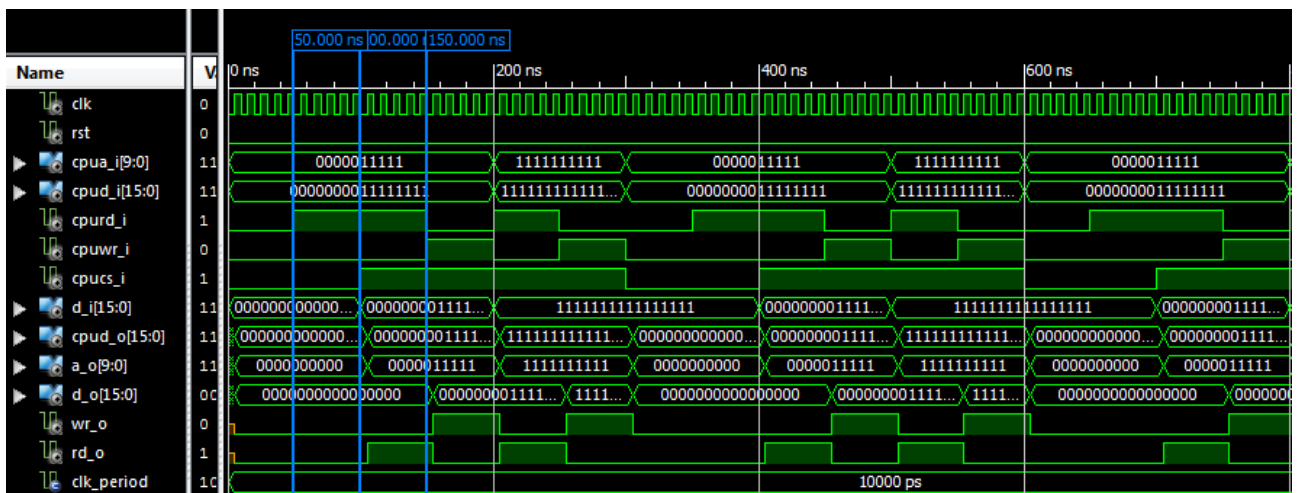 50.000 ns 00.000 150.000 ns
Name V. 0 ns 200 ns 400 ns 600 ns
clk 0
rst 0
cpua_i[9:0] 11 0000011111 1111111111 0000011111 1111111111 0000011111
cpud_i[15:0] 11 0000000011111111 111111111111... 0000000011111111 111111111111... 0000000011111111
cpurd_i 1
cpuwr_i 0
cpucs_i 1
d_i[15:0] 11 000000000000... 000000001111... 1111111111111111 000000001111... 1111111111111111 000000001111...
cpud_o[15:0] 11 000000000000... 000000001111... 111111111111... 000000000000... 000000001111... 111111111111... 000000000000... 000000001111...
a_o[9:0] 11 0000000000 0000011111 1111111111 0000000000 0000011111 1111111111 0000000000 0000011111
d_o[15:0] 00 0000000000000000 000000001111... 1111... 0000000000000000 000000001111... 1111... 0000000000000000 000000
wr_o 0
rd_o 1
clk_period 10 10000 ps